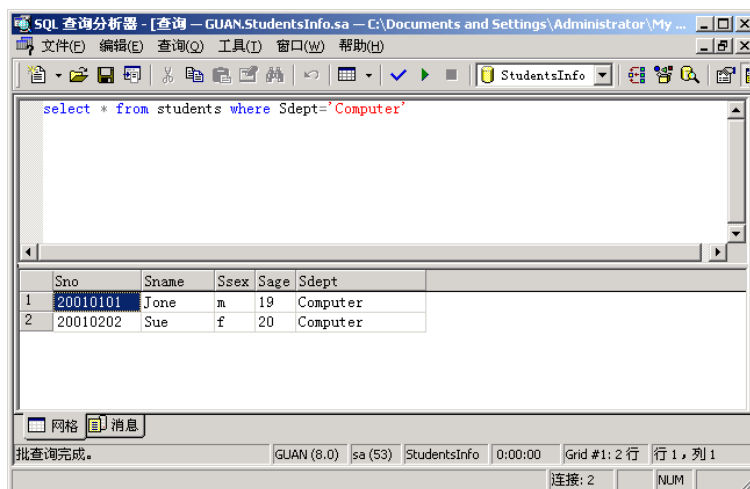 SQL 查询分析器 - [查询 — GUAN.StudentsInfo.sa — C:\Documents and Settings\Administrator\My ...
文件(F) 编辑(E) 查询(Q) 工具(T) 窗口(W) 帮助(H)
StudentsInfo
select * from students where Sdept='Computer'
Sno Sname Ssex Sage Sdept
1 20010101 Jone m 19 Computer
2 20010202 Sue f 20 Computer
网格 消息
批查询完成。 GUAN (8.0) sa (53) StudentsInfo 0:00:00 Grid #1: 2 行 行 1，列1
连接: 2 NUM